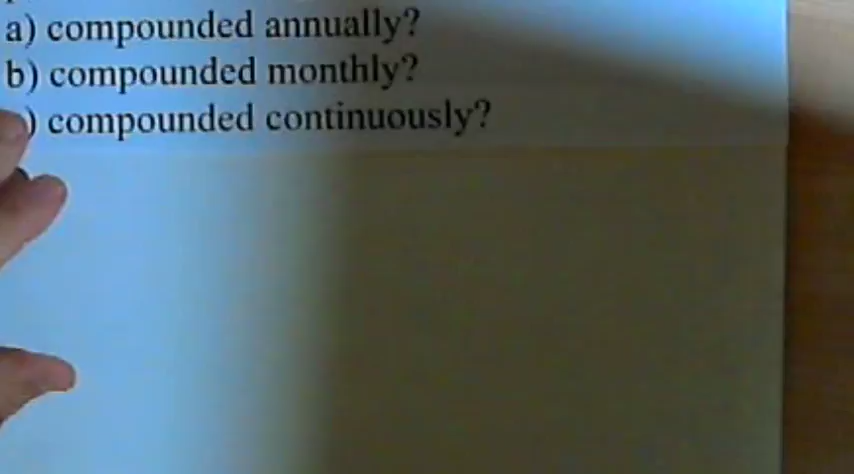 a) compounded annually?
b) compounded monthly?
) compounded continuously?